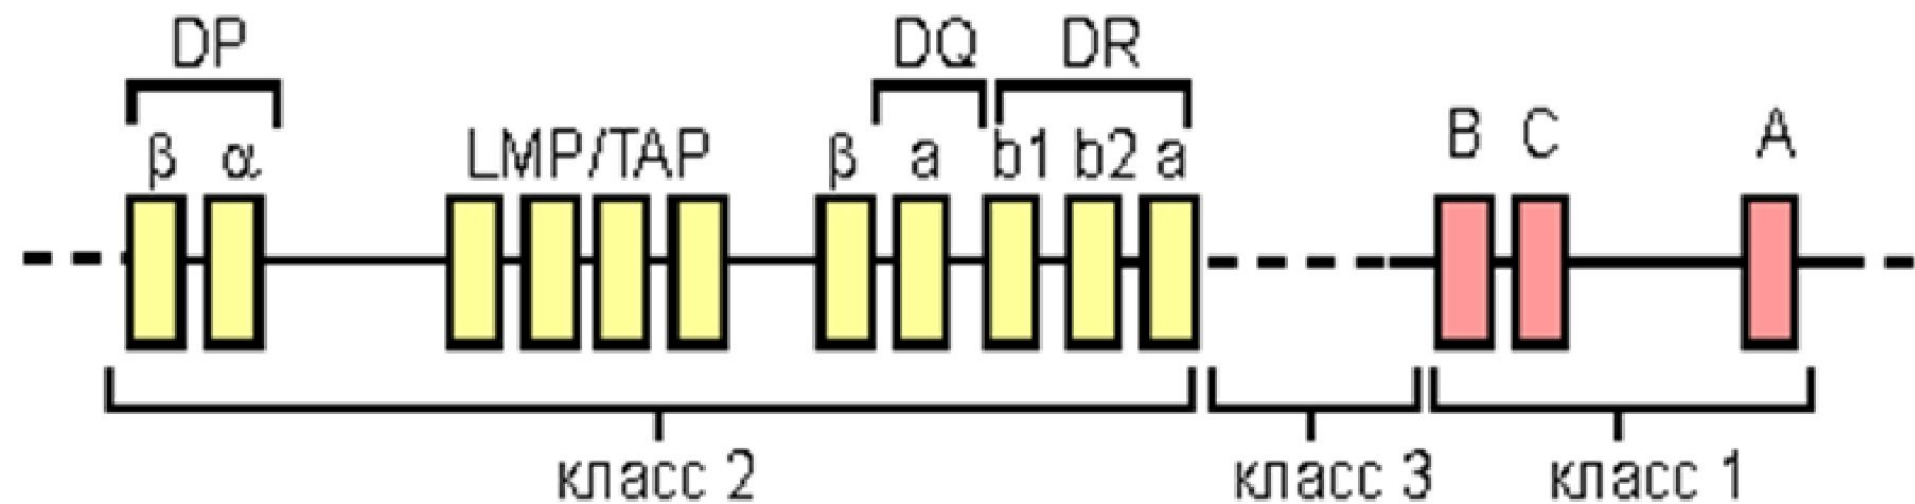 DP DQ DR
β α LMP/TAP β a b1 b2 a B C A
класс 2 класс 3 класс 1